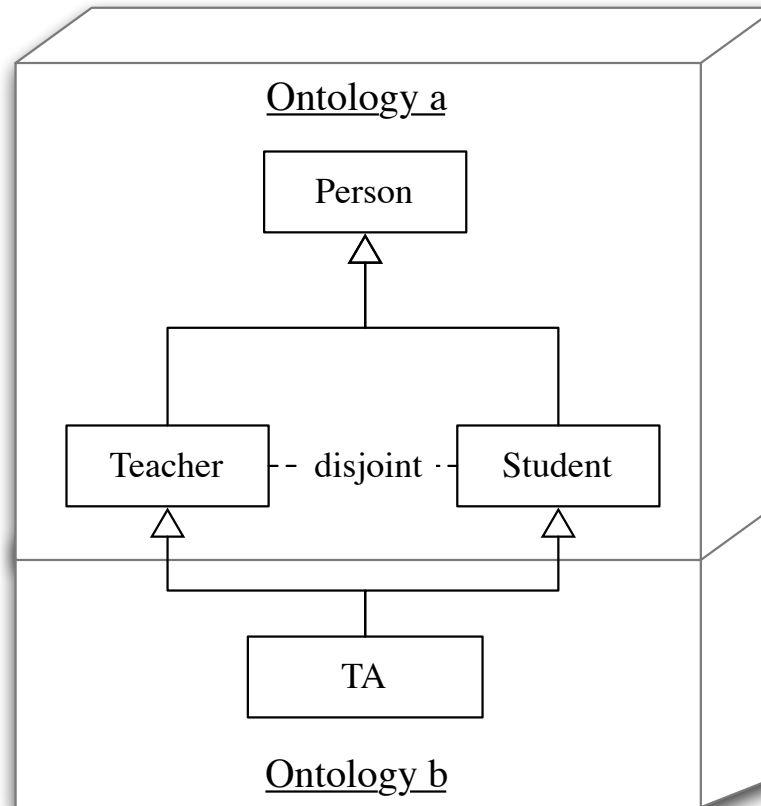 Ontology a
Person
Teacher
disjoint
Student
TA
Ontology b